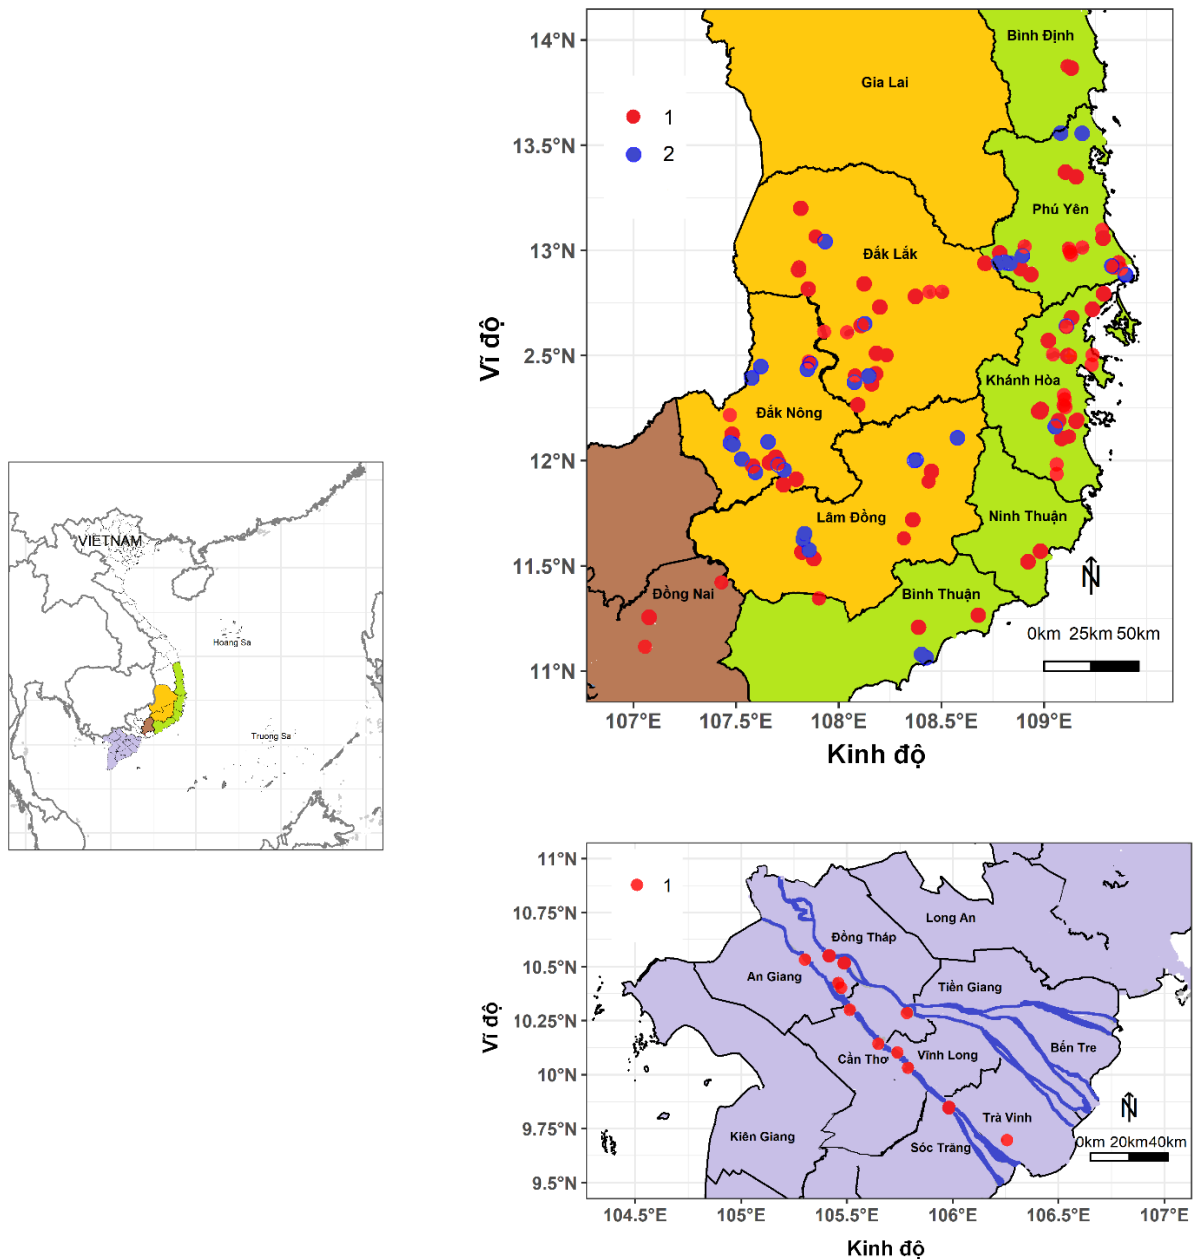 14°N
13.5°N
13°N
2.5°N
12°N
11.5°N
11°N
Vĩ độ
1
2
Bình Định
Gia Lai
Phú Yên
Đắk Lắk
Khánh Hòa
Đắk Nông
Lâm Đồng
Ninh Thuận
Đồng Nai
Bình Thuận
N
0km 25km 50km
107°E 107.5°E 108°E 108.5°E 109°E
Kinh độ
VIETNAM
Hoang Sa
Truong Sa
11°N
10.75°N
10.5°N
10.25°N
10°N
9.75°N
9.5°N
Vĩ độ
1
Long An
Đồng Tháp
An Giang
Tiền Giang
Bến Tre
Cần Thơ
Vĩnh Long
Trà Vinh
Kiên Giang
Sóc Trăng
N
0km 20km40km
104.5°E 105°E 105.5°E 106°E 106.5°E 107°E
Kinh độ